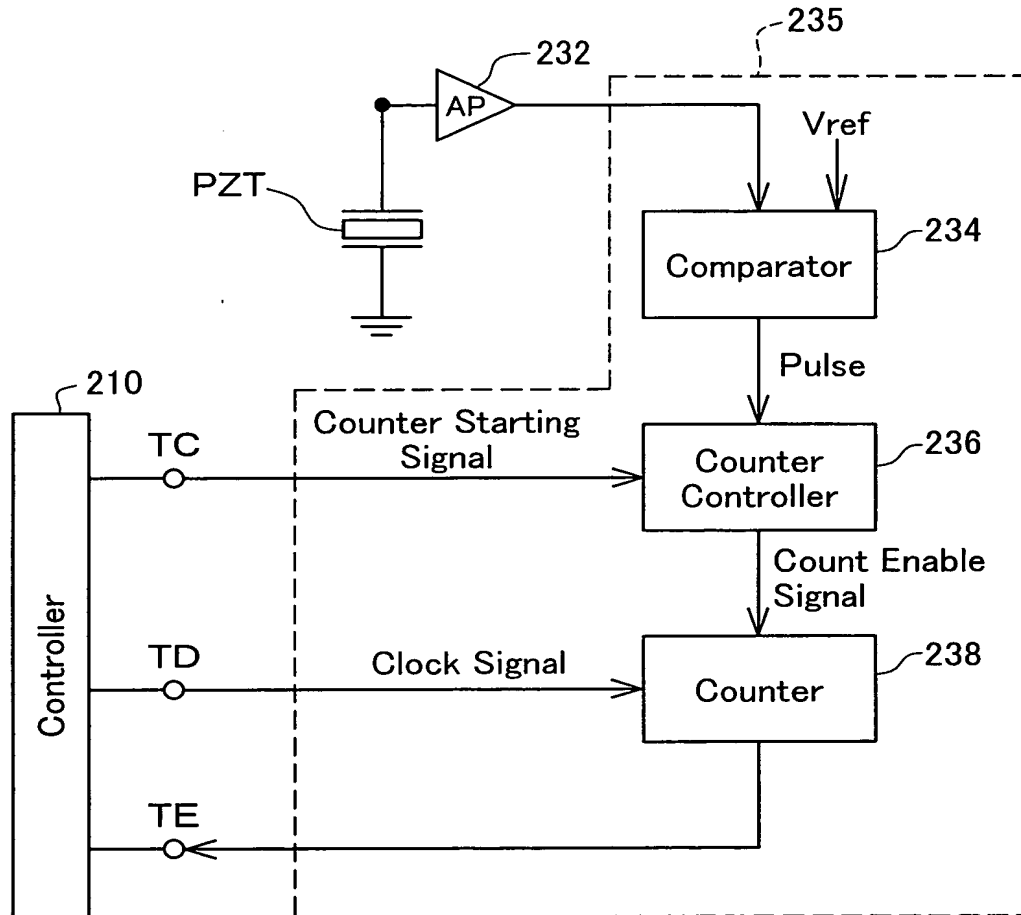 235
232
AP
Vref
PZT
234
Comparator
Pulse
210
TC
Counter Starting
Signal
236
Counter
Controller
Count Enable
Signal
Controller
TD
Clock Signal
238
Counter
TE